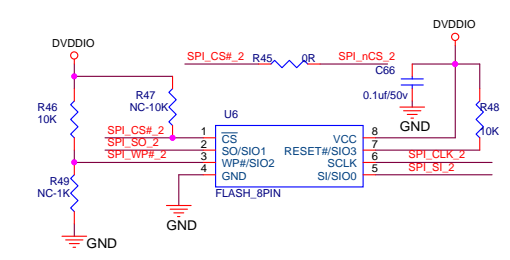 DVDDIO
DVDDIO
SPI_CS#_2
R45
0R
SPI_nCS_2
C66
0.1uf/50v
GND
R46
10K
R47
NC-10K
R48
10K
U6
SPI_CS#_2
1
CS
VCC
8
SPI_SO_2
2
SO/SIO1
RESET#/SIO3
7
SPI_WP#_2
3
WP#/SIO2
SCLK
6
SPI_CLK_2
4
GND
SI/SIO0
5
SPI_SI_2
FLASH_8PIN
R49
NC-1K
GND
GND